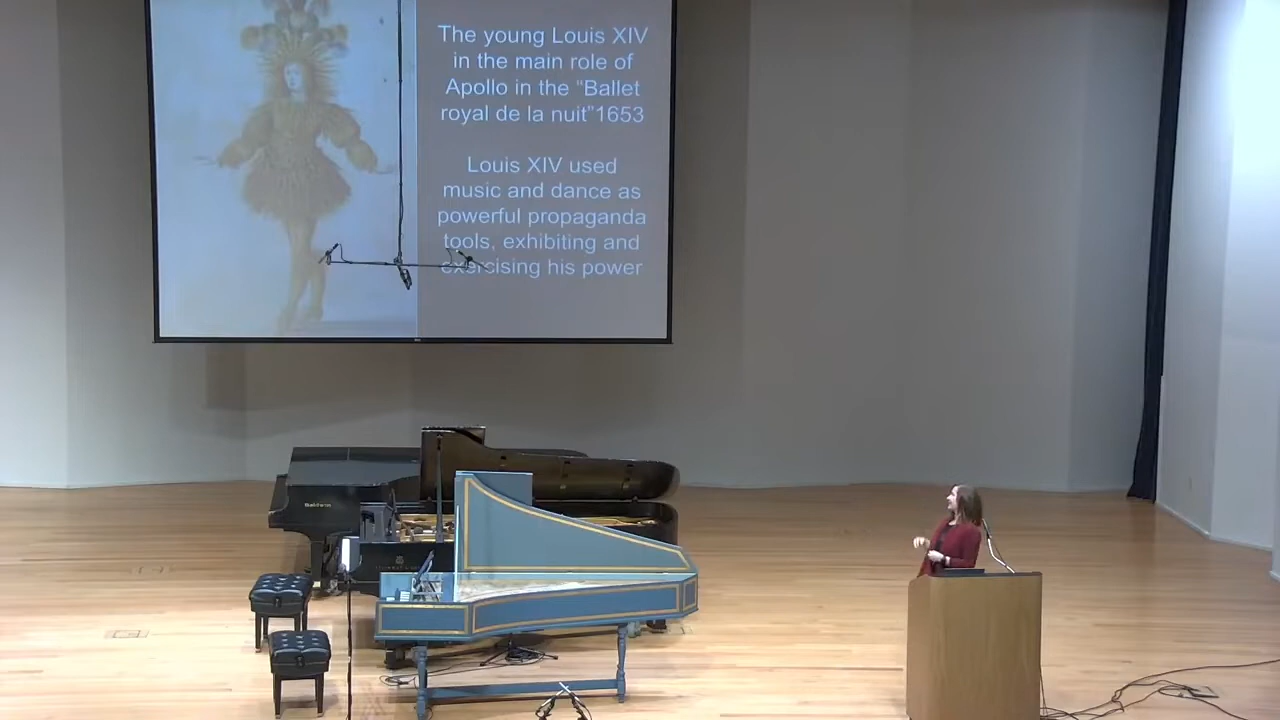 The young Louis XIV
in the main role of
Apollo in the “Ballet
royal de la nuit”1653
Louis XIV used
music and dance as
powerful propaganda
tools, exhibiting and
exercising his power
Baldwin